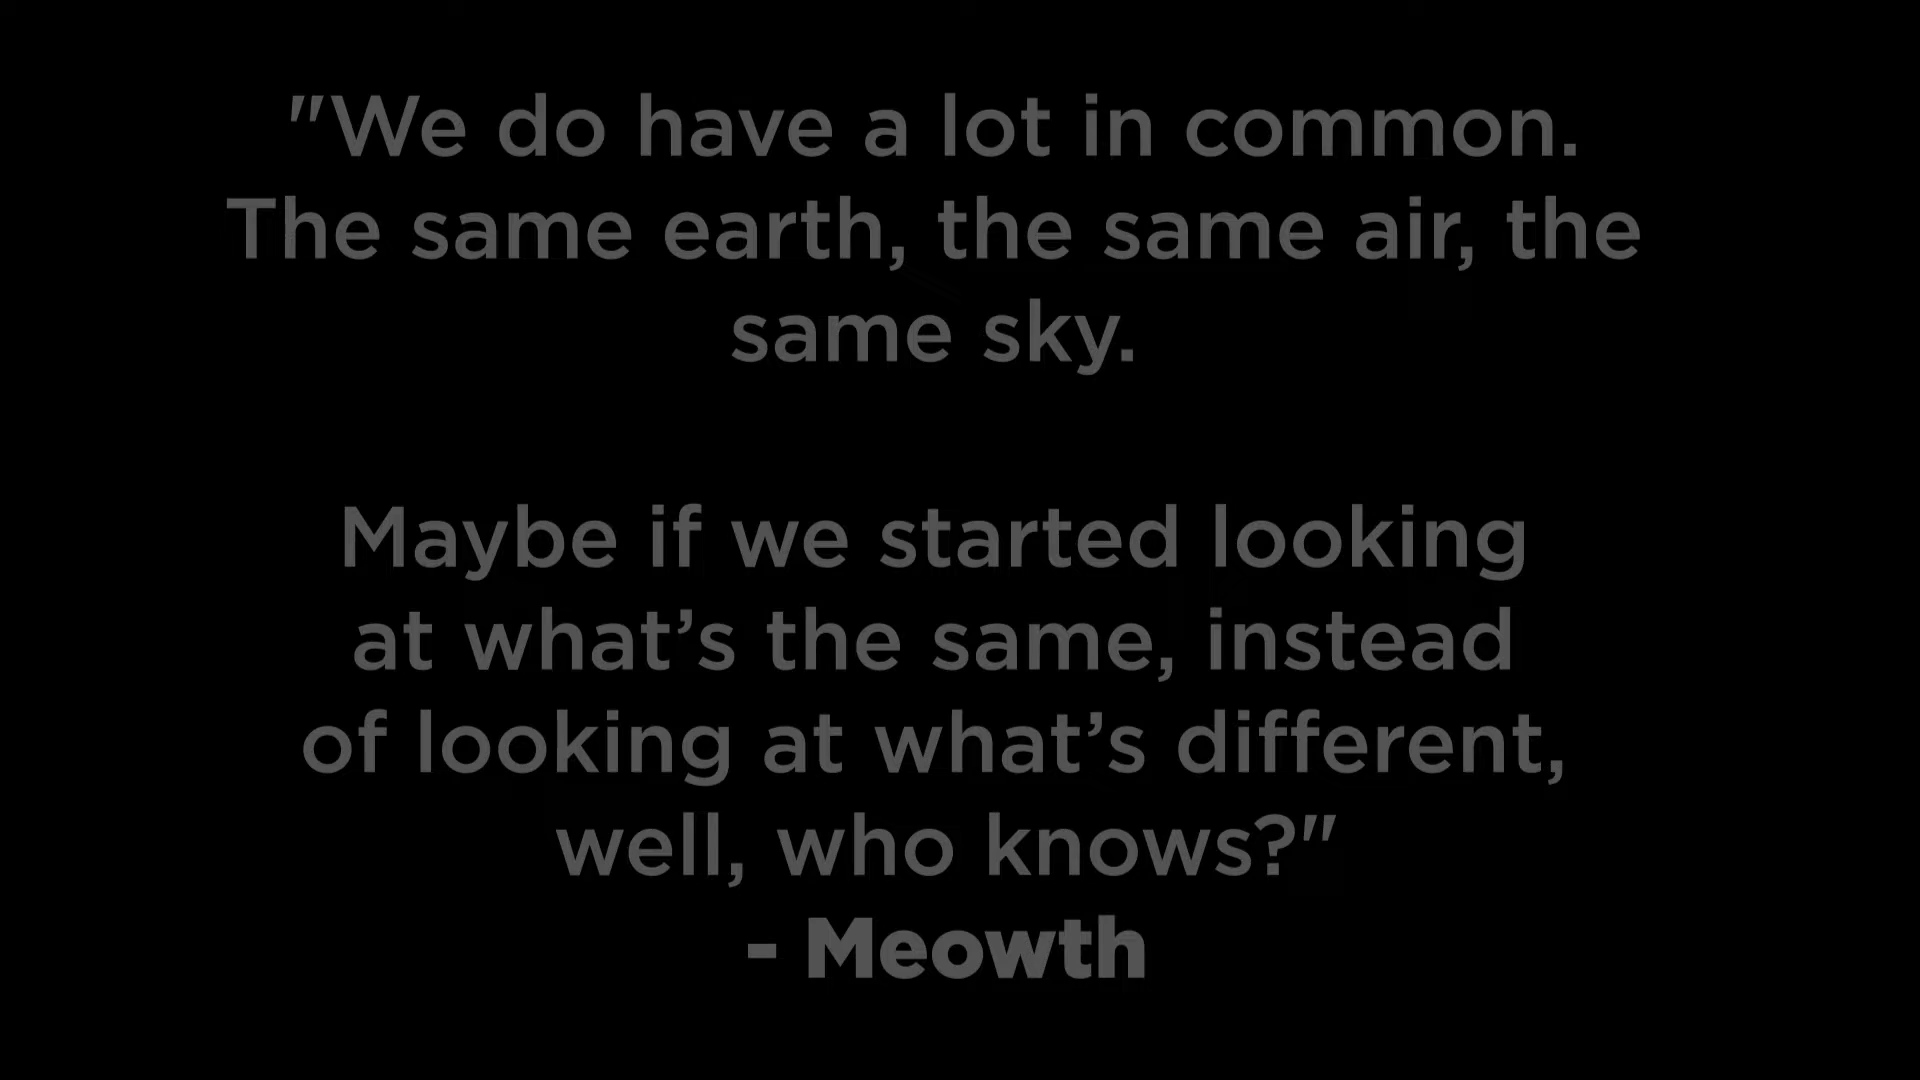 "We do have a lot in common.
The same earth, the same air, the
same sky.
Maybe if we started looking
at what’s the same, instead
of looking at what’s different,
well, who knows?"
- Meowth